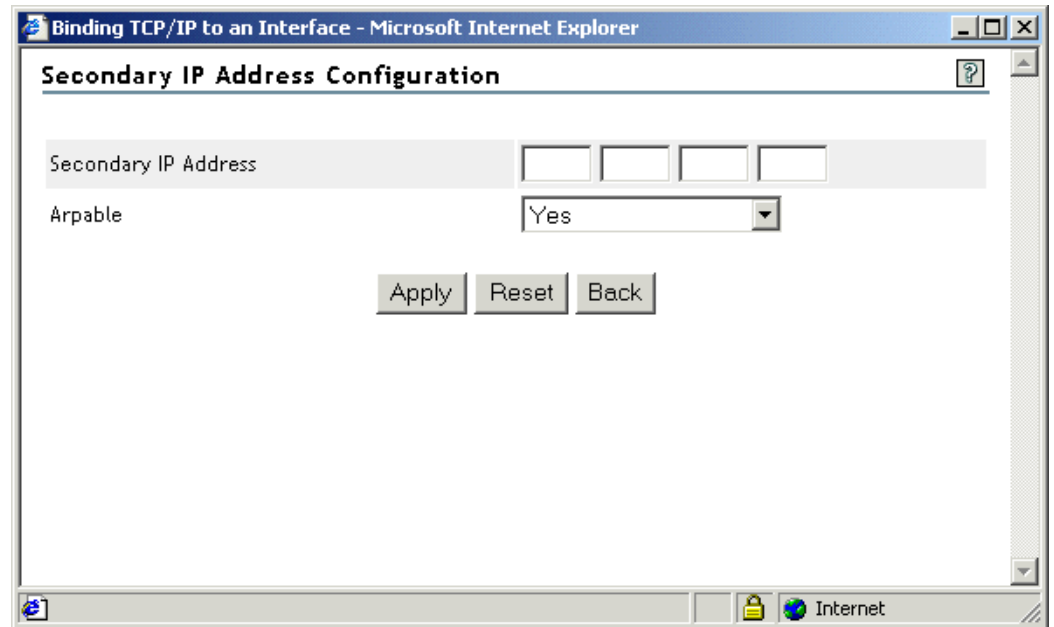 Binding TCP/IP to an Interface - Microsoft Internet Explorer
Secondary IP Address Configuration ?
Secondary IP Address
Arpable Yes
Apply Reset Back
Internet